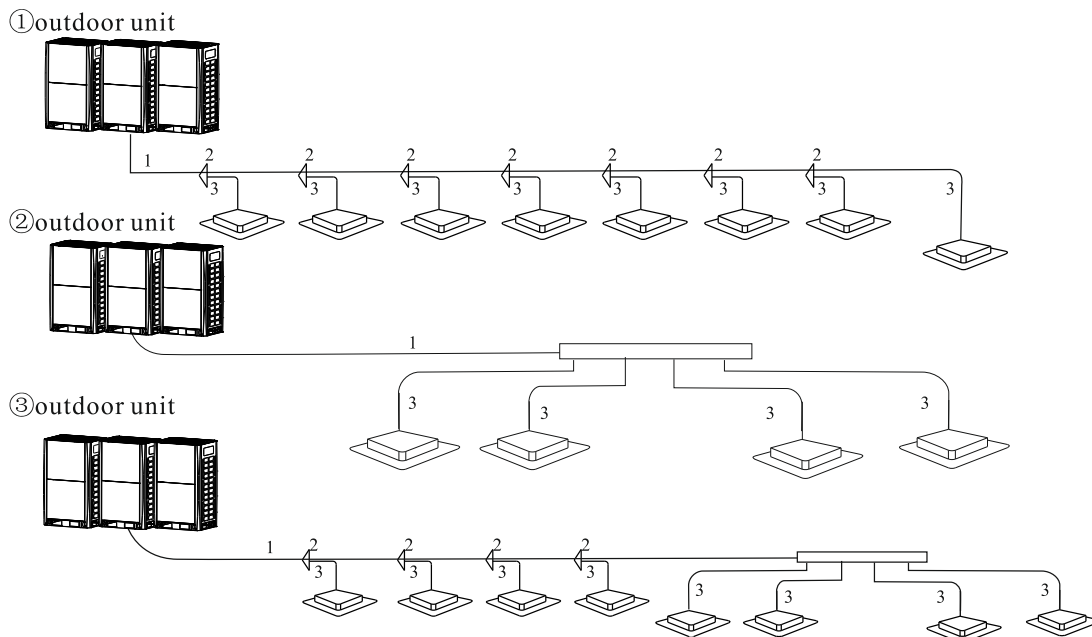 ①outdoor unit
1 2 2 2 2 2 2 2
3 3 3 3 3 3 3 3
②outdoor unit
1
3 3 3 3
③outdoor unit
1 2 2 2 2
3 3 3 3
3 3 3 3